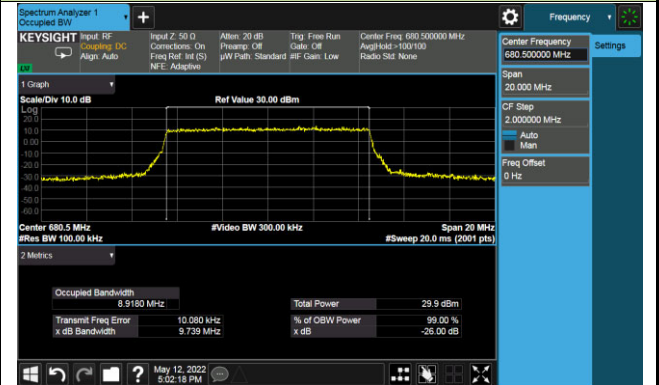 Spectrum Analyzer 1
Occupied BW
Frequency
KEYSIGHT
Input: RF
Coupling: DC
Align: Auto
Input Z: 50 Ω
Corrections: On
Freq Ref: Int (S)
NFE: Adaptive
Atten: 20 dB
Preamp: Off
µW Path: Standard
Trig: Free Run
Gate: Off
#IF Gain: Low
Center Freq: 680.500000 MHz
Avg|Hold:>100/100
Radio Std: None
Center Frequency
680.500000 MHz
Settings
Span
20.000 MHz
CF Step
2.000000 MHz
Auto
Man
Freq Offset
0 Hz
1 Graph
Scale/Div 10.0 dB
Ref Value 30.00 dBm
Log
20.0
10.0
0.00
-10.0
-20.0
-30.0
-40.0
-50.0
-60.0
Center 680.5 MHz
#Video BW 300.00 kHz
Span 20 MHz
#Res BW 100.00 kHz
#Sweep 20.0 ms (2001 pts)
2 Metrics
Occupied Bandwidth
8.9180 MHz
Total Power 29.9 dBm
Transmit Freq Error 10.080 kHz
% of OBW Power 99.00 %
x dB Bandwidth 9.739 MHz
x dB -26.00 dB
May 12, 2022
5:02:18 PM